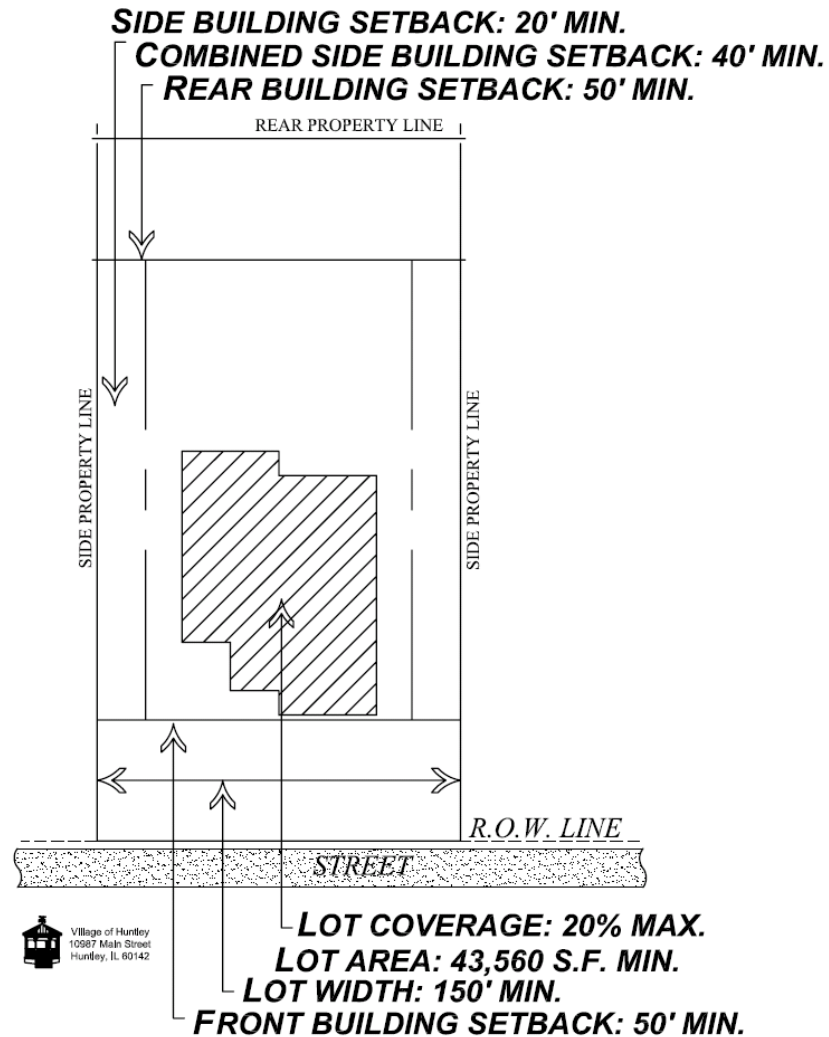 SIDE BUILDING SETBACK: 20' MIN.
COMBINED SIDE BUILDING SETBACK: 40' MIN.
REAR BUILDING SETBACK: 50' MIN.
REAR PROPERTY LINE
SIDE PROPERTY LINE
SIDE PROPERTY LINE
R.O.W. LINE
STREET
Village of Huntley
10987 Main Street
Huntley, IL 60142
LOT COVERAGE: 20% MAX.
LOT AREA: 43,560 S.F. MIN.
LOT WIDTH: 150' MIN.
FRONT BUILDING SETBACK: 50' MIN.